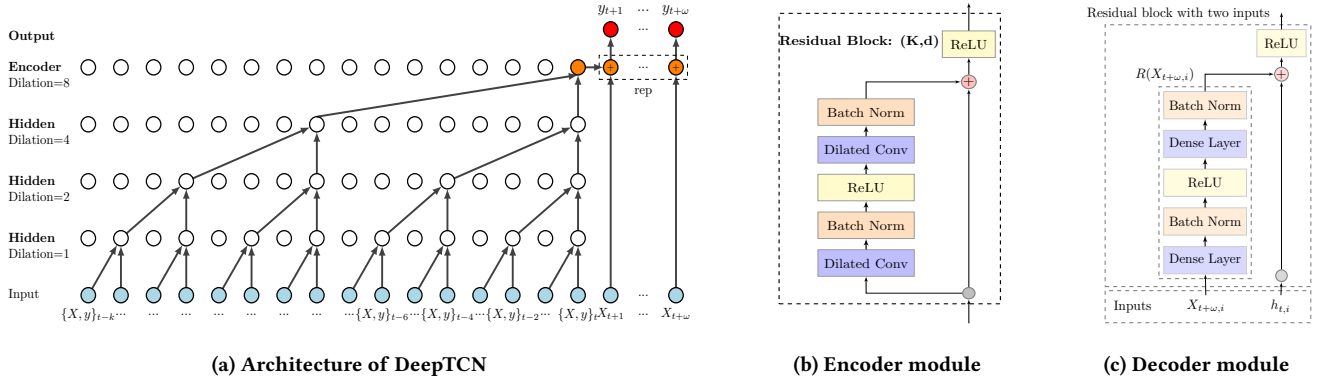 y_{t+1} ... y_{t+ω}
Output
...
Encoder
Dilation=8
+ ... +
rep
Hidden
Dilation=4
Hidden
Dilation=2
Hidden
Dilation=1
Input
...
{X, y}_{t−k} ... ... ... ... ... ... ... {X, y}_{t−6} ... {X, y}_{t−4} ... {X, y}_{t−2} ... {X, y}_t X_{t+1} ... X_{t+ω}
(a) Architecture of DeepTCN
Residual Block: (K,d)
ReLU
+
Batch Norm
Dilated Conv
ReLU
Batch Norm
Dilated Conv
(b) Encoder module
Residual block with two inputs
ReLU
R(X_{t+ω,i})
+
Batch Norm
Dense Layer
ReLU
Batch Norm
Dense Layer
Inputs X_{t+ω,i} h_{t,i}
(c) Decoder module